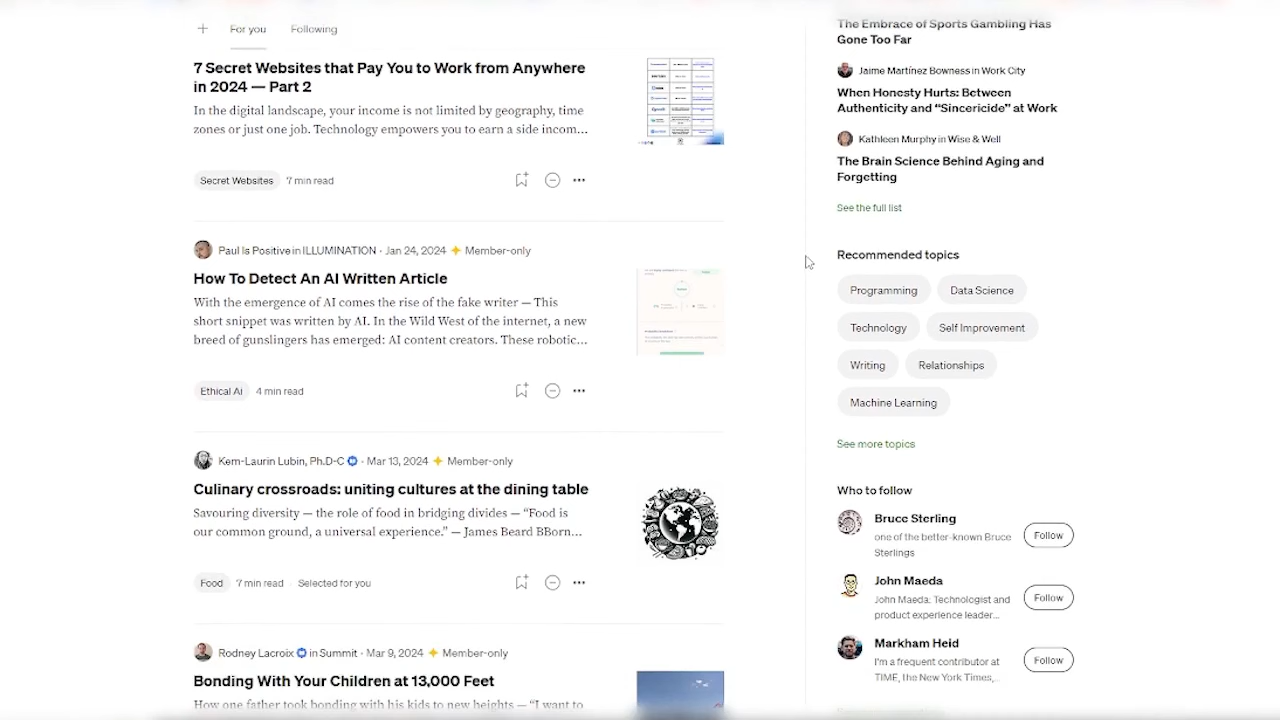 For you
Following
7 Secret Websites that Pay You to Work from Anywhere
in 2024 — Part 2
In the digital landscape, your income isn't limited by geography, time
zones or just one job. Technology has allowed you to earn a side incom...
Secret Websites
7 min read
Paul Is Positive in ILLUMINATION · Jan 24, 2024 Member-only
How To Detect An AI Written Article
With the emergence of AI comes the rise of the fake writer — This
short snippet was written by AI. In the Wild West of the internet, a new
breed of gunslingers has emerged: AI content creators. These robotic...
Ethical Ai
4 min read
Kem-Laurin Lubin, Ph.D-C · Mar 13, 2024 Member-only
Culinary crossroads: uniting cultures at the dining table
Savouring diversity — the role of food in bridging divides — “Food is
our common ground, a universal experience.” — James Beard BBorn...
Food
7 min read
Selected for you
Rodney Lacroix in Summit · Mar 9, 2024 Member-only
Bonding With Your Children at 13,000 Feet
How one father took bonding with his kids to new heights — “I want to
The Embrace of Sports Gambling Has
Gone Too Far
Jaime Martínez Bowness in Work City
When Honesty Hurts: Between
Authenticity and “Sincericide” at Work
Kathleen Murphy in Wise & Well
The Brain Science Behind Aging and
Forgetting
See the full list
Recommended topics
Programming
Data Science
Technology
Self Improvement
Writing
Relationships
Machine Learning
See more topics
Who to follow
Bruce Sterling
one of the better-known Bruce
Sterlings
Follow
John Maeda
John Maeda: Technologist and
product experience leader...
Follow
Markham Heid
I'm a frequent contributor at
TIME, the New York Times,...
Follow